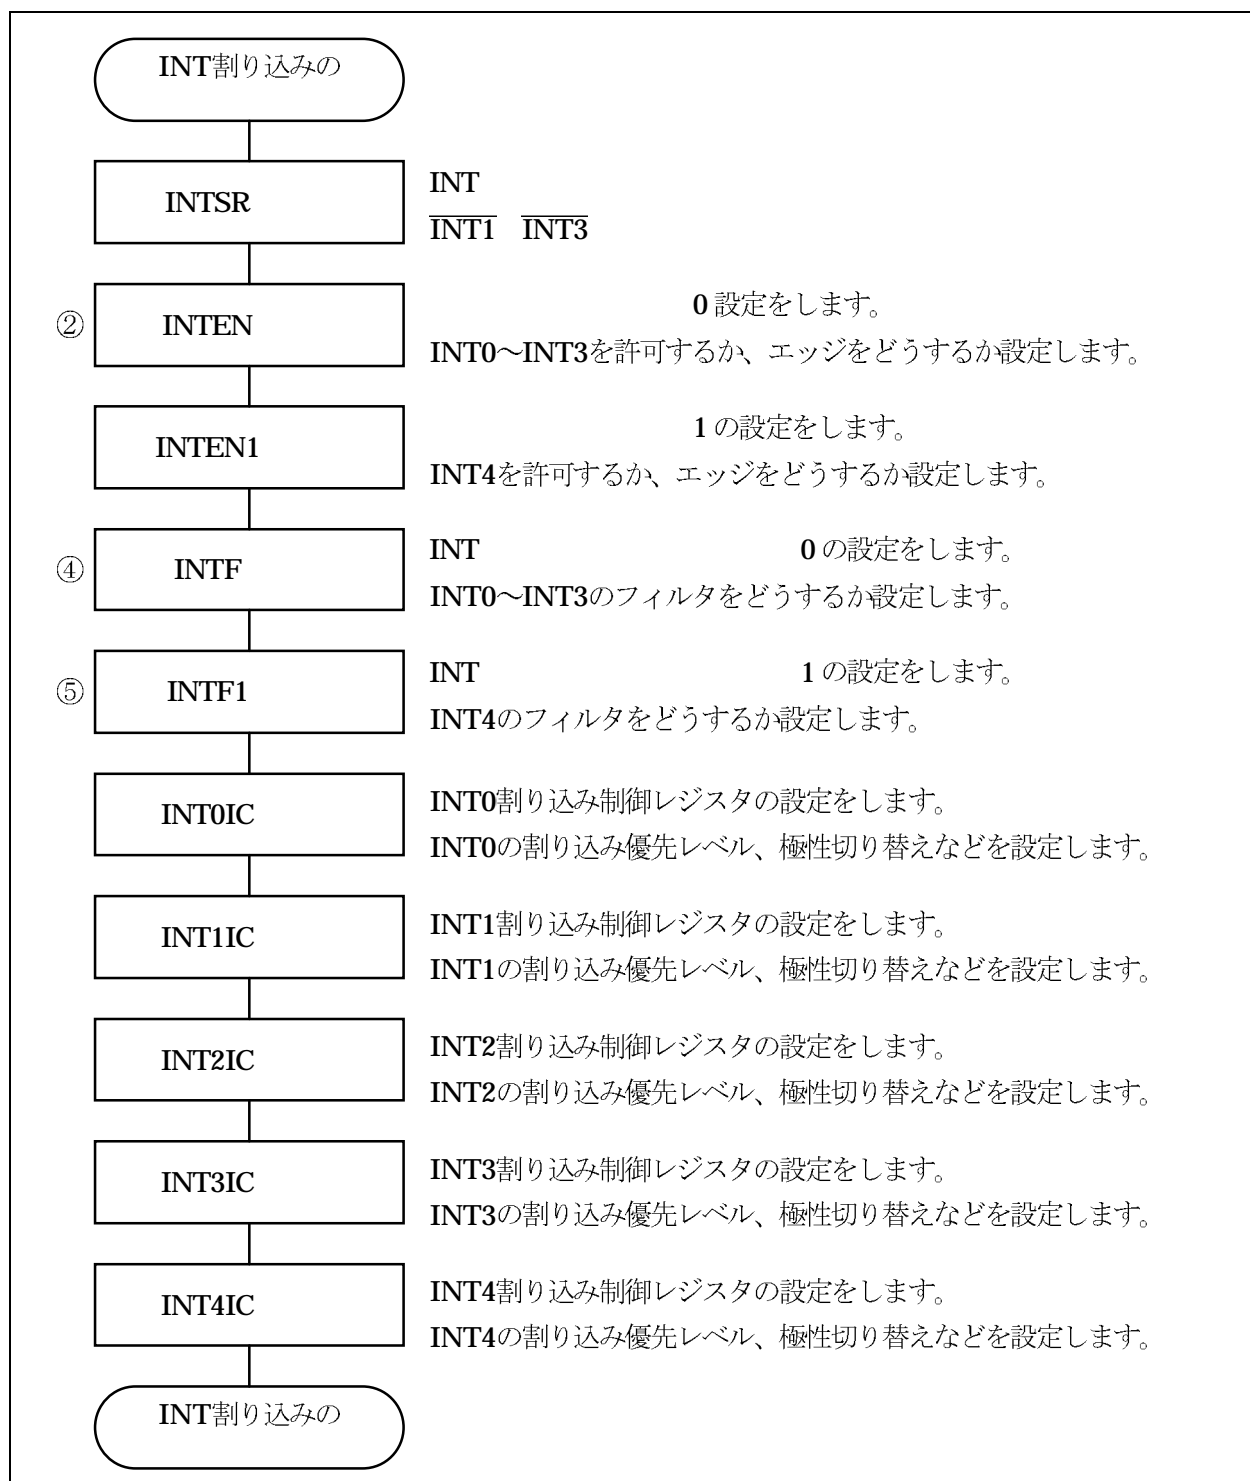 INT割り込みの
INTSR
INT
INT1 INT3
② INTEN
0 設定をします。
INT0～INT3を許可するか、エッジをどうするか設定します。
INTEN1
1 の設定をします。
INT4を許可するか、エッジをどうするか設定します。
④ INTF
INT 0 の設定をします。
INT0～INT3のフィルタをどうするか設定します。
⑤ INTF1
INT 1 の設定をします。
INT4のフィルタをどうするか設定します。
INT0IC
INT0割り込み制御レジスタの設定をします。
INT0の割り込み優先レベル、極性切り替えなどを設定します。
INT1IC
INT1割り込み制御レジスタの設定をします。
INT1の割り込み優先レベル、極性切り替えなどを設定します。
INT2IC
INT2割り込み制御レジスタの設定をします。
INT2の割り込み優先レベル、極性切り替えなどを設定します。
INT3IC
INT3割り込み制御レジスタの設定をします。
INT3の割り込み優先レベル、極性切り替えなどを設定します。
INT4IC
INT4割り込み制御レジスタの設定をします。
INT4の割り込み優先レベル、極性切り替えなどを設定します。
INT割り込みの